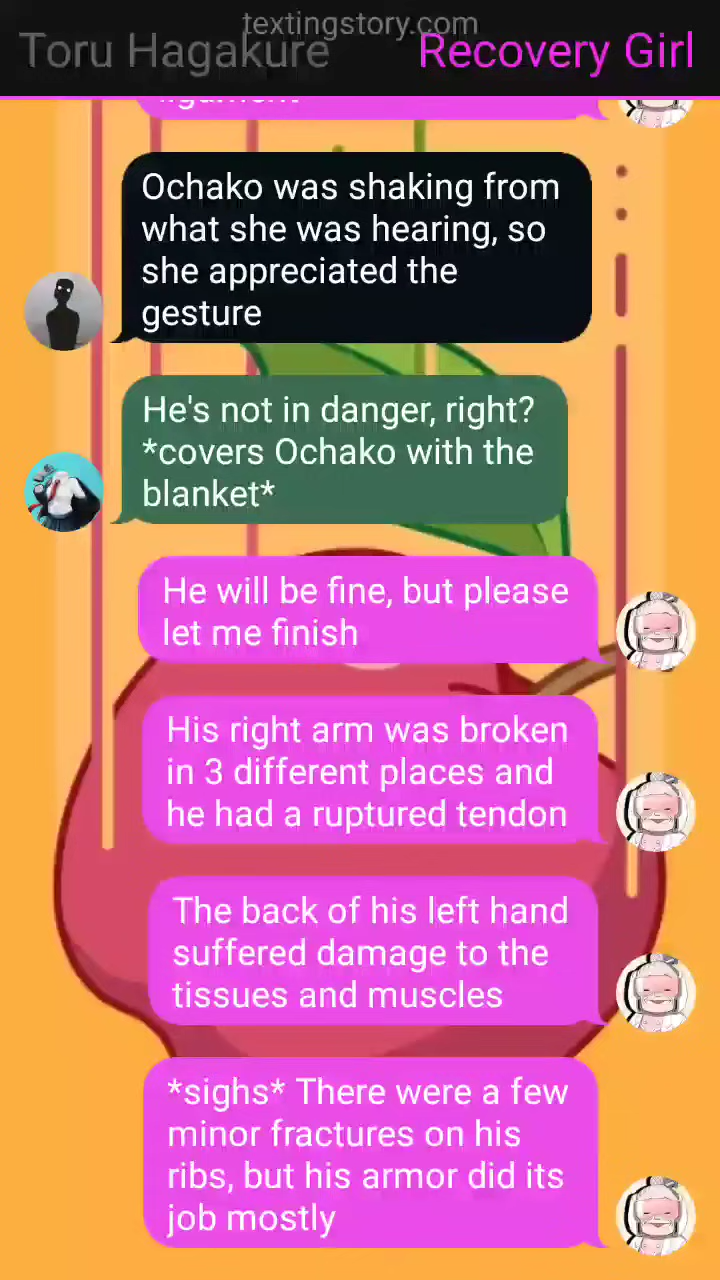 textingstory.com
Toru Hagakure
Recovery Girl
ligament
Ochako was shaking from
what she was hearing, so
she appreciated the
gesture
He's not in danger, right?
*covers Ochako with the
blanket*
He will be fine, but please
let me finish
His right arm was broken
in 3 different places and
he had a ruptured tendon
The back of his left hand
suffered damage to the
tissues and muscles
*sighs* There were a few
minor fractures on his
ribs, but his armor did its
job mostly